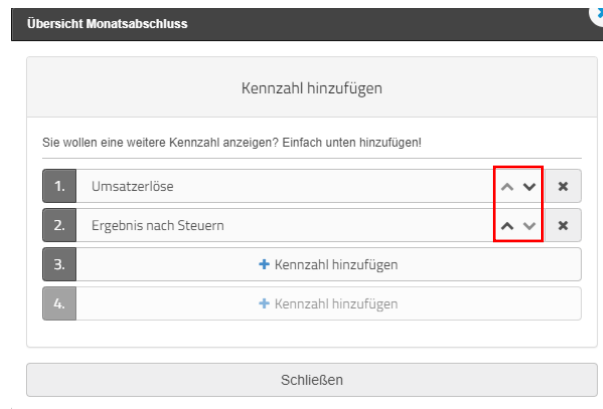 Übersicht Monatsabschluss
Kennzahl hinzufügen
Sie wollen eine weitere Kennzahl anzeigen? Einfach unten hinzufügen!
1. Umsatzerlöse
2. Ergebnis nach Steuern
3. Kennzahl hinzufügen
4. Kennzahl hinzufügen
Schließen